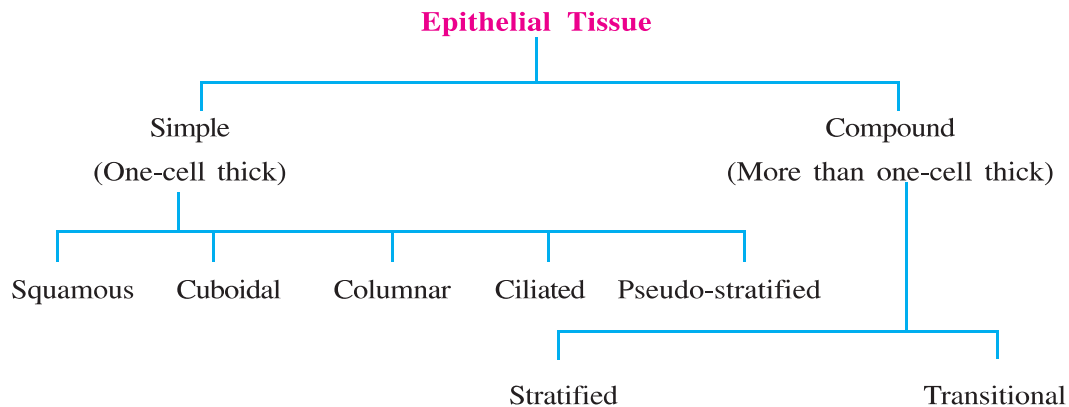 Epithelial Tissue
Simple
(One-cell thick)
Compound
(More than one-cell thick)
Squamous Cuboidal Columnar Ciliated Pseudo-stratified
Stratified Transitional